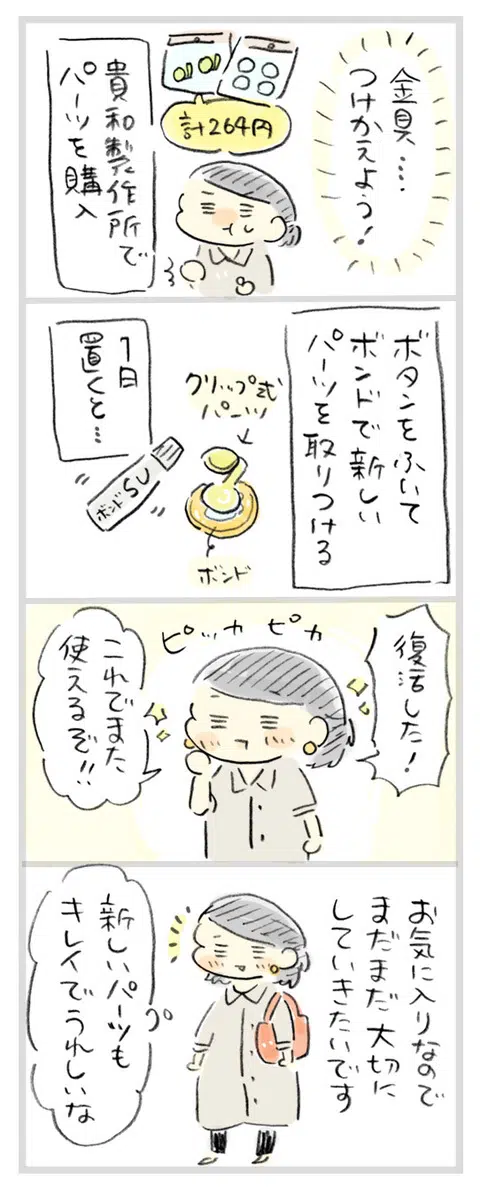 金具…
つけかえよう!
計264円
貴和製作所で
パーツを購入
ボタンをふいて
ボンドで新しい
パーツを取りつける
クリップ式
パーツ
ボンド
ボンドSU
1日
置くと…
復活した!
ピッカピカ
これでまた
使えるぞ!!
お気に入りなので
まだまだ大切に
していきたいです
新しいパーツも
キレイでうれしいな